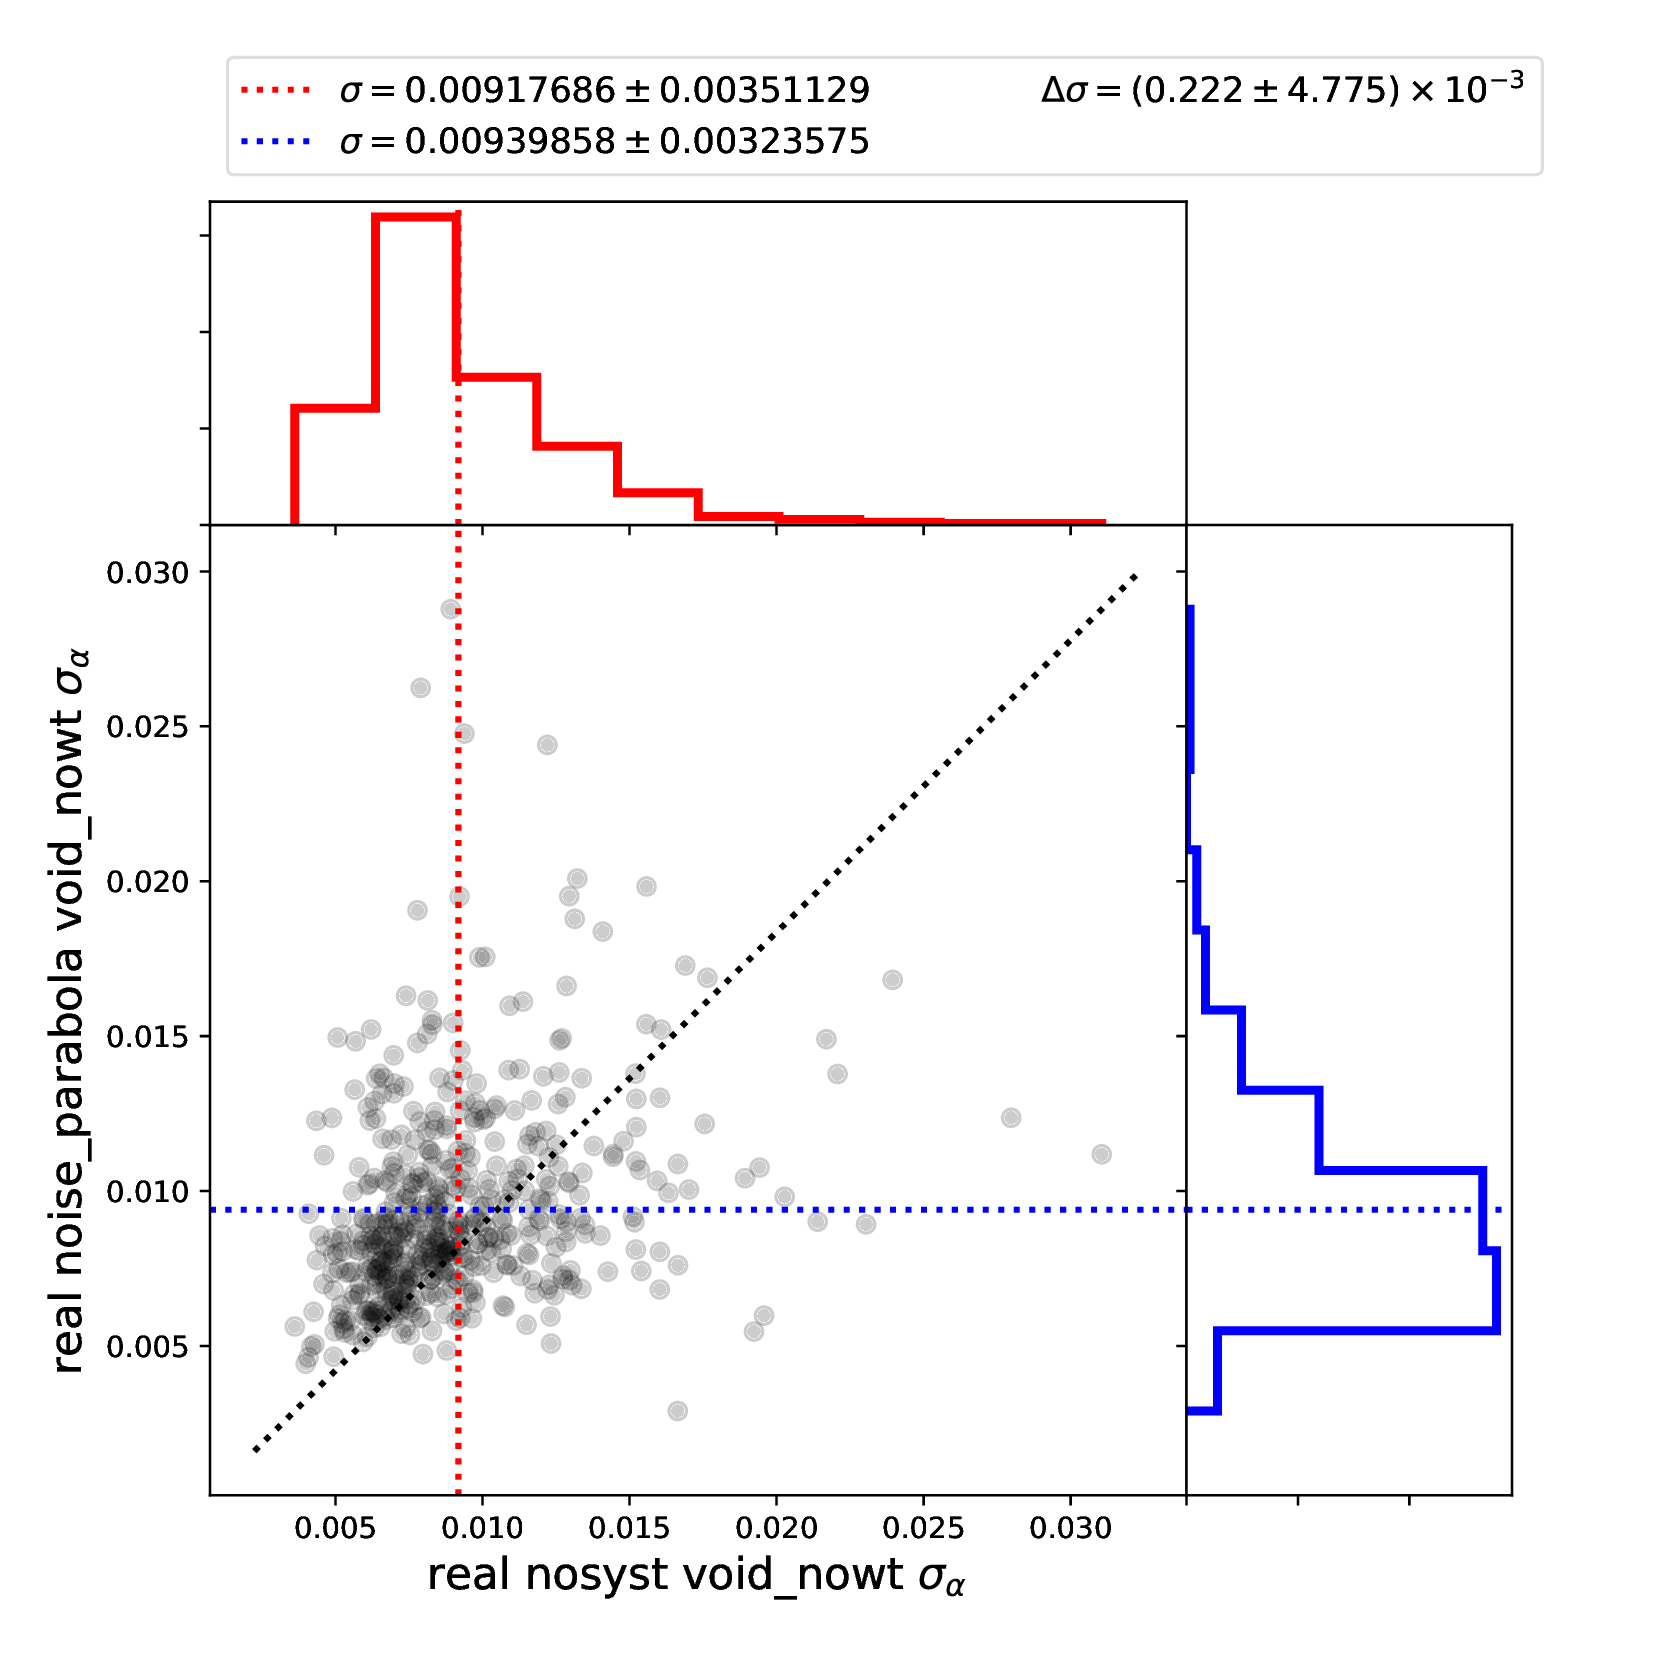 σ = 0.00917686 ± 0.00351129
Δσ = (0.222 ± 4.775) × 10⁻³
σ = 0.00939858 ± 0.00323575
0.030
0.025
0.020
0.015
0.010
0.005
real noise_parabola void_nowt σ_α
0.005 0.010 0.015 0.020 0.025 0.030
real nosyst void_nowt σ_α